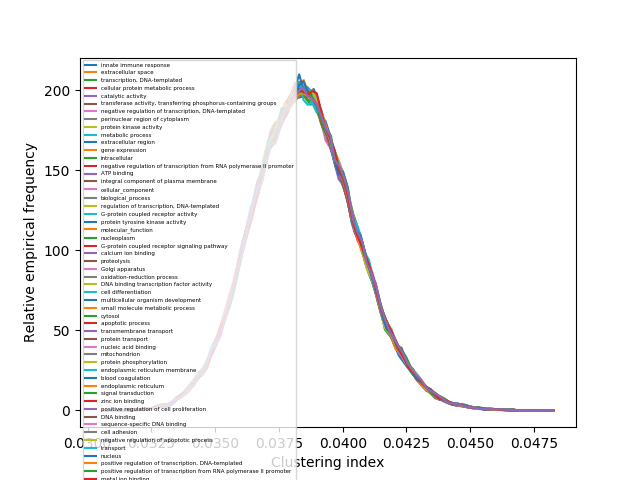 200
150
100
50
0
Relative empirical frequency
innate immune response
extracellular space
transcription, DNA-templated
cellular protein metabolic process
catalytic activity
transferase activity, transferring phosphorus-containing groups
negative regulation of transcription, DNA-templated
perinuclear region of cytoplasm
protein kinase activity
metabolic process
extracellular region
gene expression
intracellular
negative regulation of transcription from RNA polymerase II promoter
ATP binding
integral component of plasma membrane
cellular_component
biological_process
regulation of transcription, DNA-templated
G-protein coupled receptor activity
protein tyrosine kinase activity
molecular_function
nucleoplasm
G-protein coupled receptor signaling pathway
calcium ion binding
proteolysis
Golgi apparatus
oxidation-reduction process
DNA binding transcription factor activity
cell differentiation
multicellular organism development
small molecule metabolic process
cytosol
apoptotic process
transmembrane transport
protein transport
nucleic acid binding
mitochondrion
protein phosphorylation
endoplasmic reticulum membrane
blood coagulation
endoplasmic reticulum
signal transduction
zinc ion binding
positive regulation of cell proliferation
DNA binding
sequence-specific DNA binding
cell adhesion
negative regulation of apoptotic process
transport
nucleus
positive regulation of transcription, DNA-templated
positive regulation of transcription from RNA polymerase II promoter
metal ion binding
0.0325 0.0350 0.0375 0.0400 0.0425 0.0450 0.0475
Clustering index